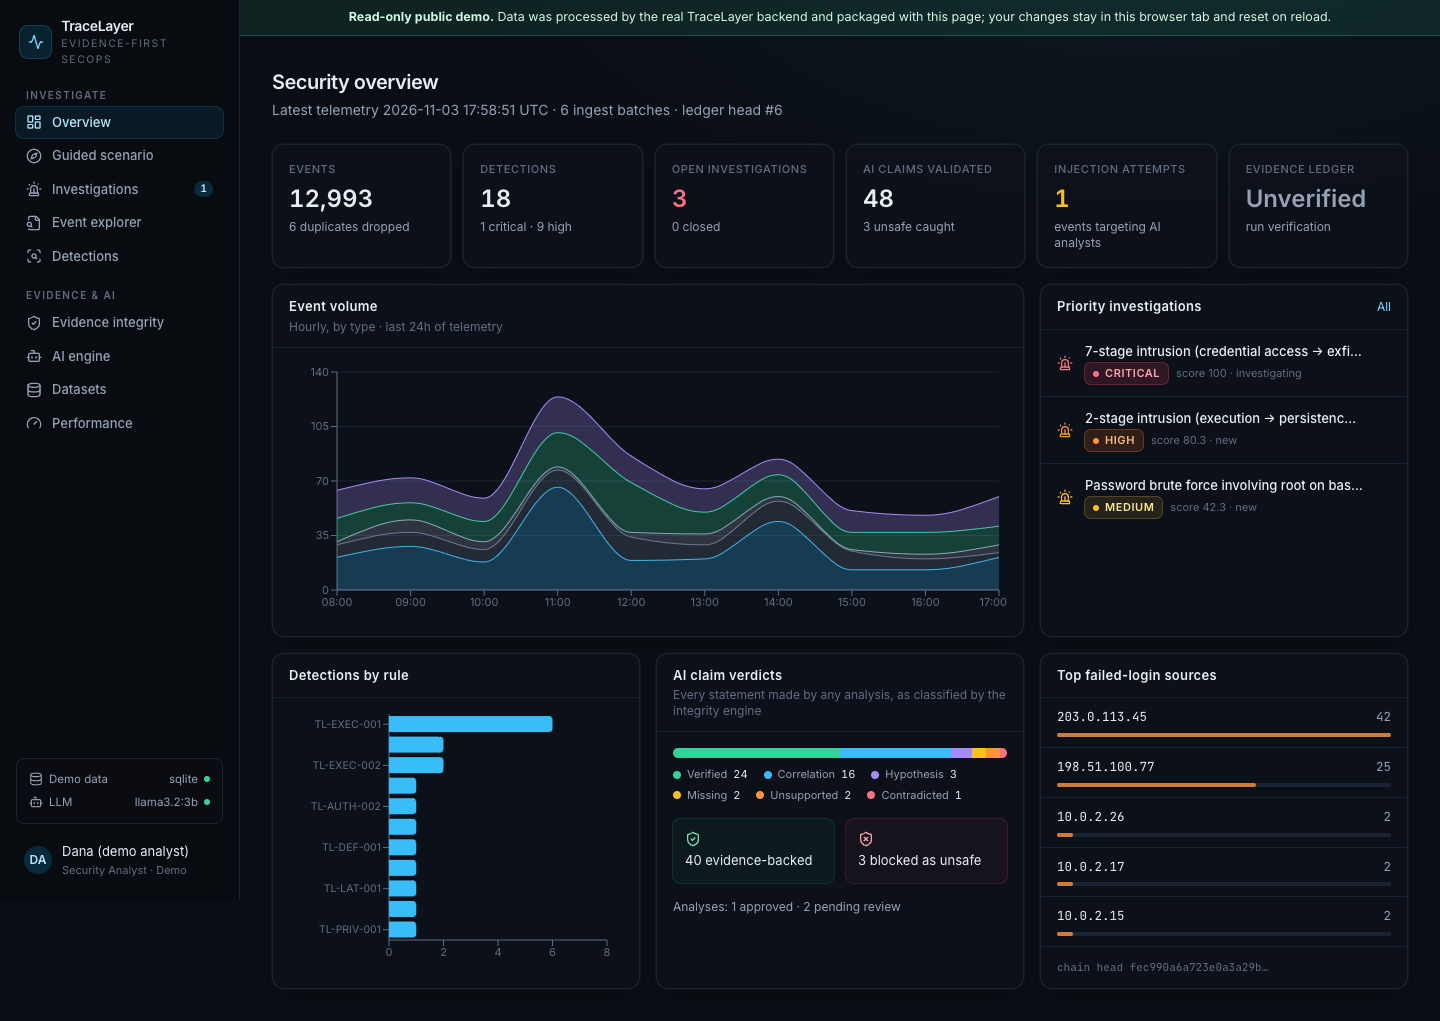 TraceLayer
EVIDENCE-FIRST
SECOPS
INVESTIGATE
Overview
Guided scenario
Investigations 1
Event explorer
Detections
EVIDENCE & AI
Evidence integrity
AI engine
Datasets
Performance
Demo data sqlite
LLM llama3.2:3b
DA
Dana (demo analyst)
Security Analyst · Demo
Read-only public demo. Data was processed by the real TraceLayer backend and packaged with this page; your changes stay in this browser tab and reset on reload.
Security overview
Latest telemetry 2026-11-03 17:58:51 UTC · 6 ingest batches · ledger head #6
EVENTS
12,993
6 duplicates dropped
DETECTIONS
18
1 critical · 9 high
OPEN INVESTIGATIONS
3
0 closed
AI CLAIMS VALIDATED
48
3 unsafe caught
INJECTION ATTEMPTS
1
events targeting AI
analysts
EVIDENCE LEDGER
Unverified
run verification
Event volume
Hourly, by type · last 24h of telemetry
140
105
70
35
0
08:00 09:00 10:00 11:00 12:00 13:00 14:00 15:00 16:00 17:00
Priority investigations All
7-stage intrusion (credential access → exfi...
CRITICAL score 100 · investigating
2-stage intrusion (execution → persistenc...
HIGH score 80.3 · new
Password brute force involving root on bas...
MEDIUM score 42.3 · new
Detections by rule
TL-EXEC-001
TL-EXEC-002
TL-AUTH-002
TL-DEF-001
TL-LAT-001
TL-PRIV-001
0 2 4 6 8
AI claim verdicts
Every statement made by any analysis, as classified by the
integrity engine
Verified 24 Correlation 16 Hypothesis 3
Missing 2 Unsupported 2 Contradicted 1
40 evidence-backed
3 blocked as unsafe
Analyses: 1 approved · 2 pending review
Top failed-login sources
203.0.113.45 42
198.51.100.77 25
10.0.2.26 2
10.0.2.17 2
10.0.2.15 2
chain head fec990a6a723e0a3a29b…